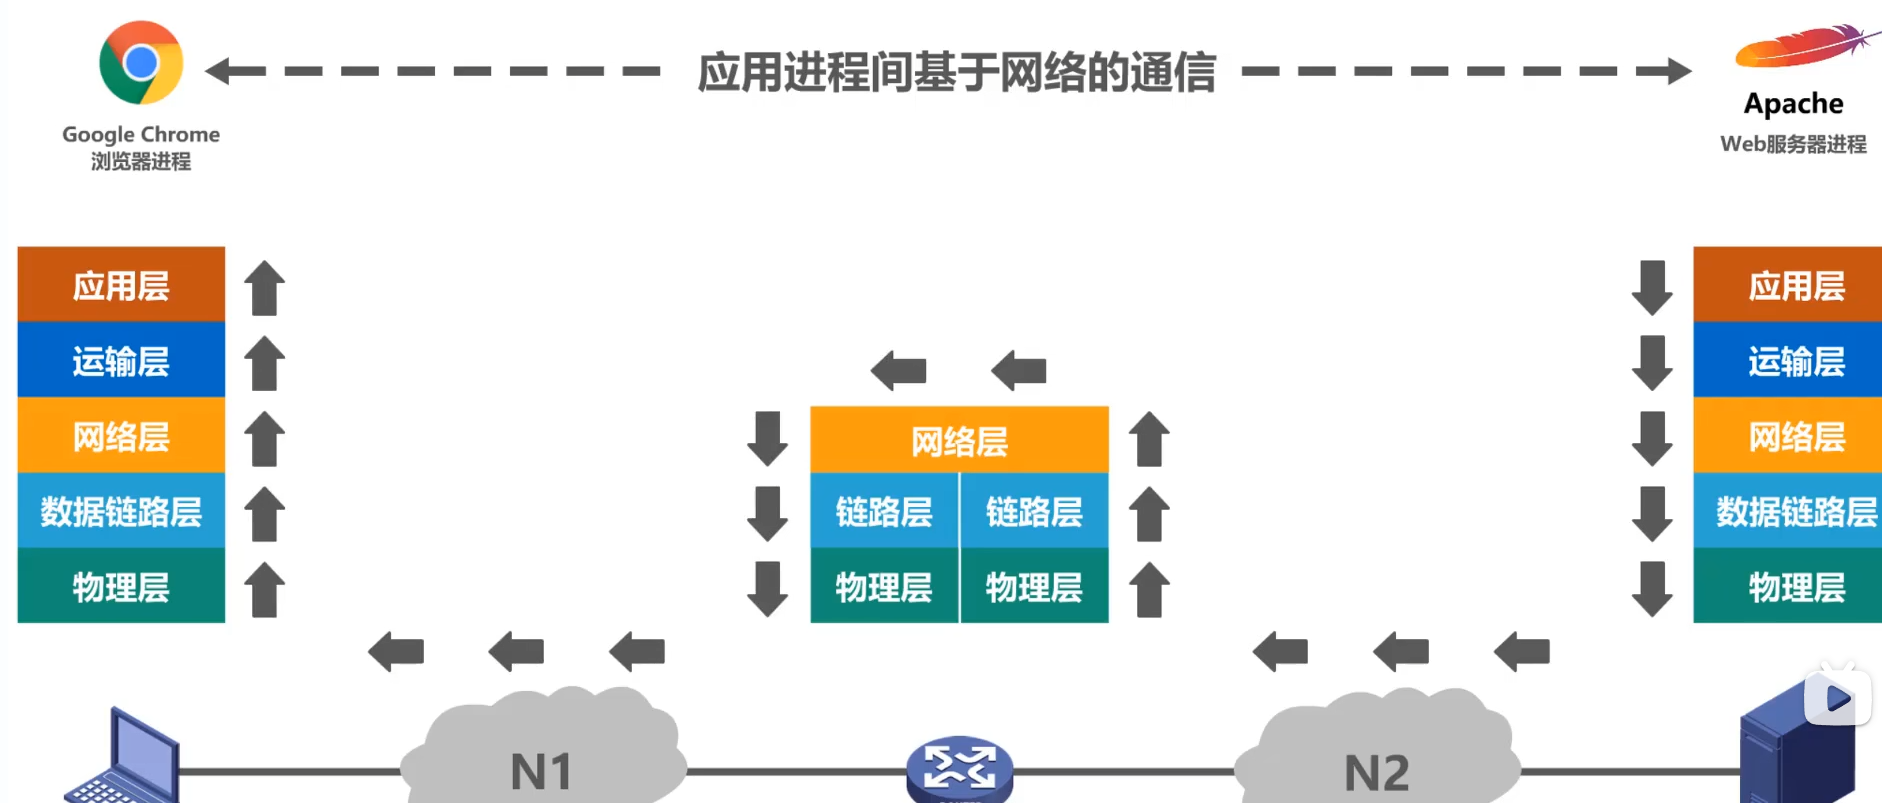 应用进程间基于网络的通信
Google Chrome
浏览器进程
Apache
Web服务器进程
应用层
运输层
网络层
数据链路层
物理层
网络层
链路层 链路层
物理层 物理层
应用层
运输层
网络层
数据链路层
物理层
N1
N2